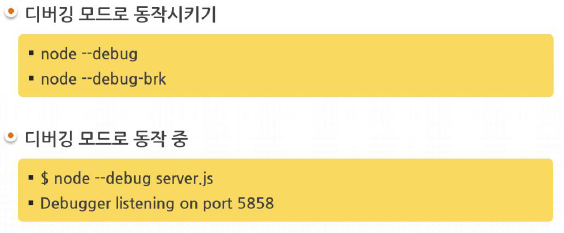 디버깅 모드로 동작시키기
node --debug
node --debug-brk
디버깅 모드로 동작 중
$ node --debug server.js
Debugger listening on port 5858